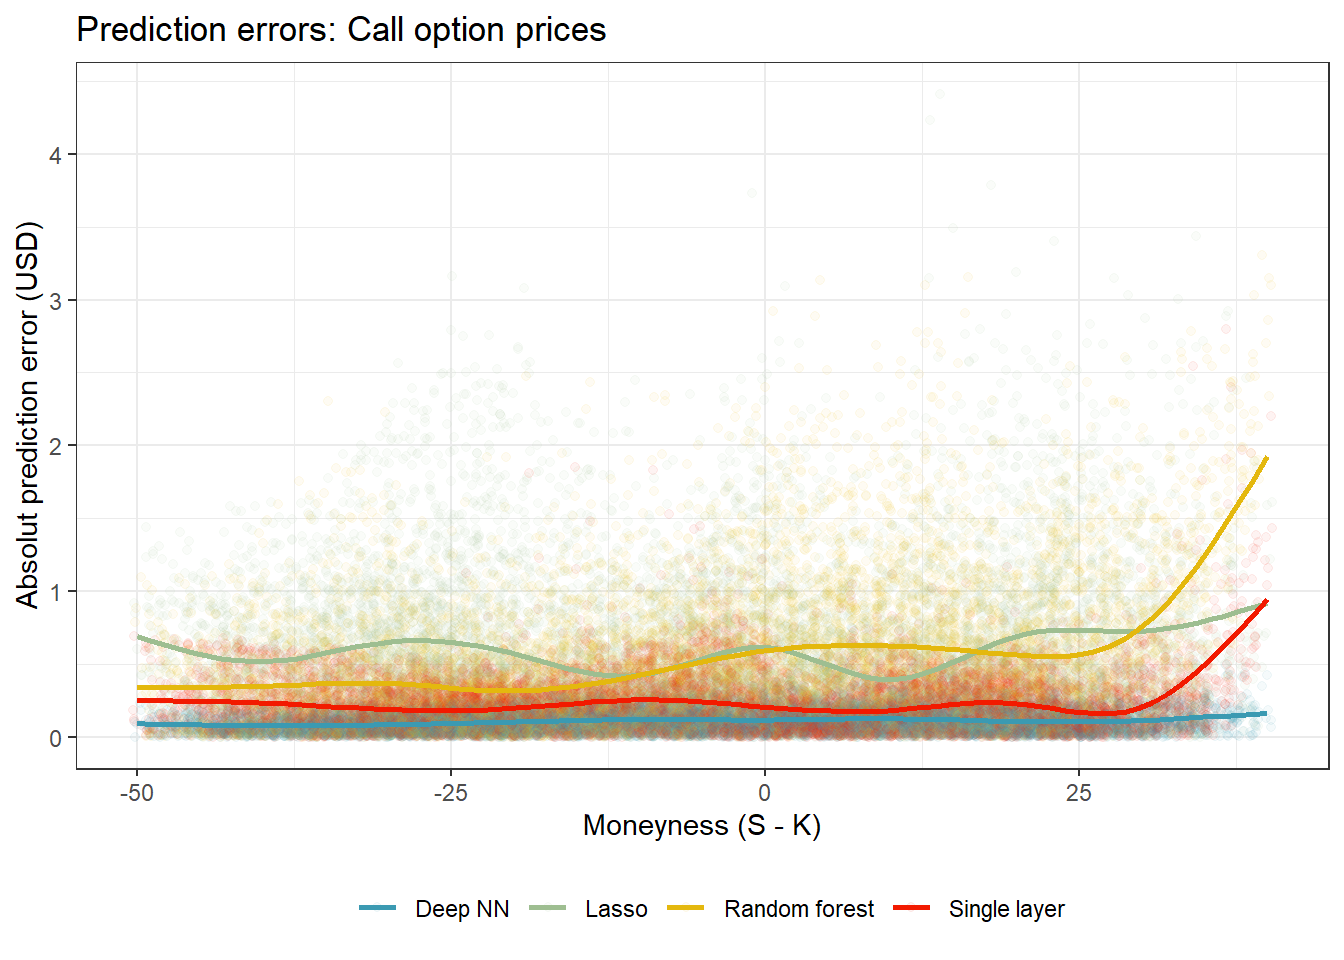 Prediction errors: Call option prices
Absolut prediction error (USD)
4
3
2
1
0
-50 -25 0 25
Moneyness (S - K)
Deep NN Lasso Random forest Single layer